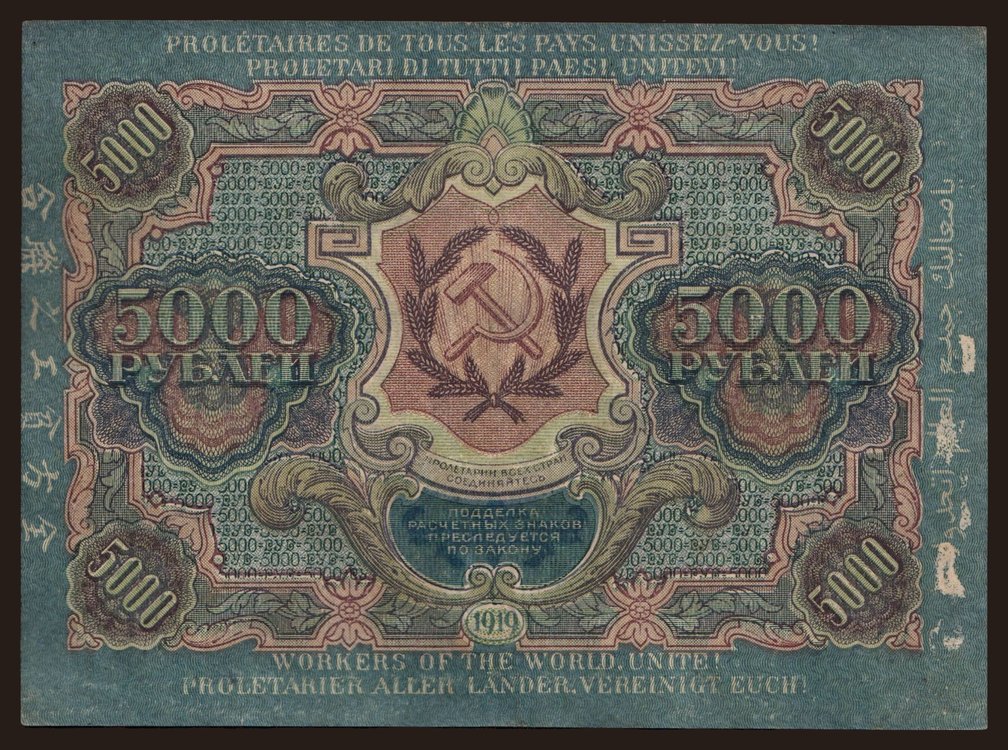 PROLÉTAIRES DE TOUS LES PAYS, UNISSEZ-VOUS!
PROLETARI DI TUTTI I PAESI, UNITEVI!
5000
5000
5000
РУБЛЕЙ
5000
РУБЛЕЙ
ПРОЛЕТАРИИ ВСЕХ СТРАН
СОЕДИНЯЙТЕСЬ
ПОДДЕЛКА
РАСЧЕТНЫХ ЗНАКОВ
ПРЕСЛЕДУЕТСЯ
ПО ЗАКОНУ
5000
5000
1919
WORKERS OF THE WORLD, UNITE!
PROLETARIER ALLER LÄNDER, VEREINIGT EUCH!